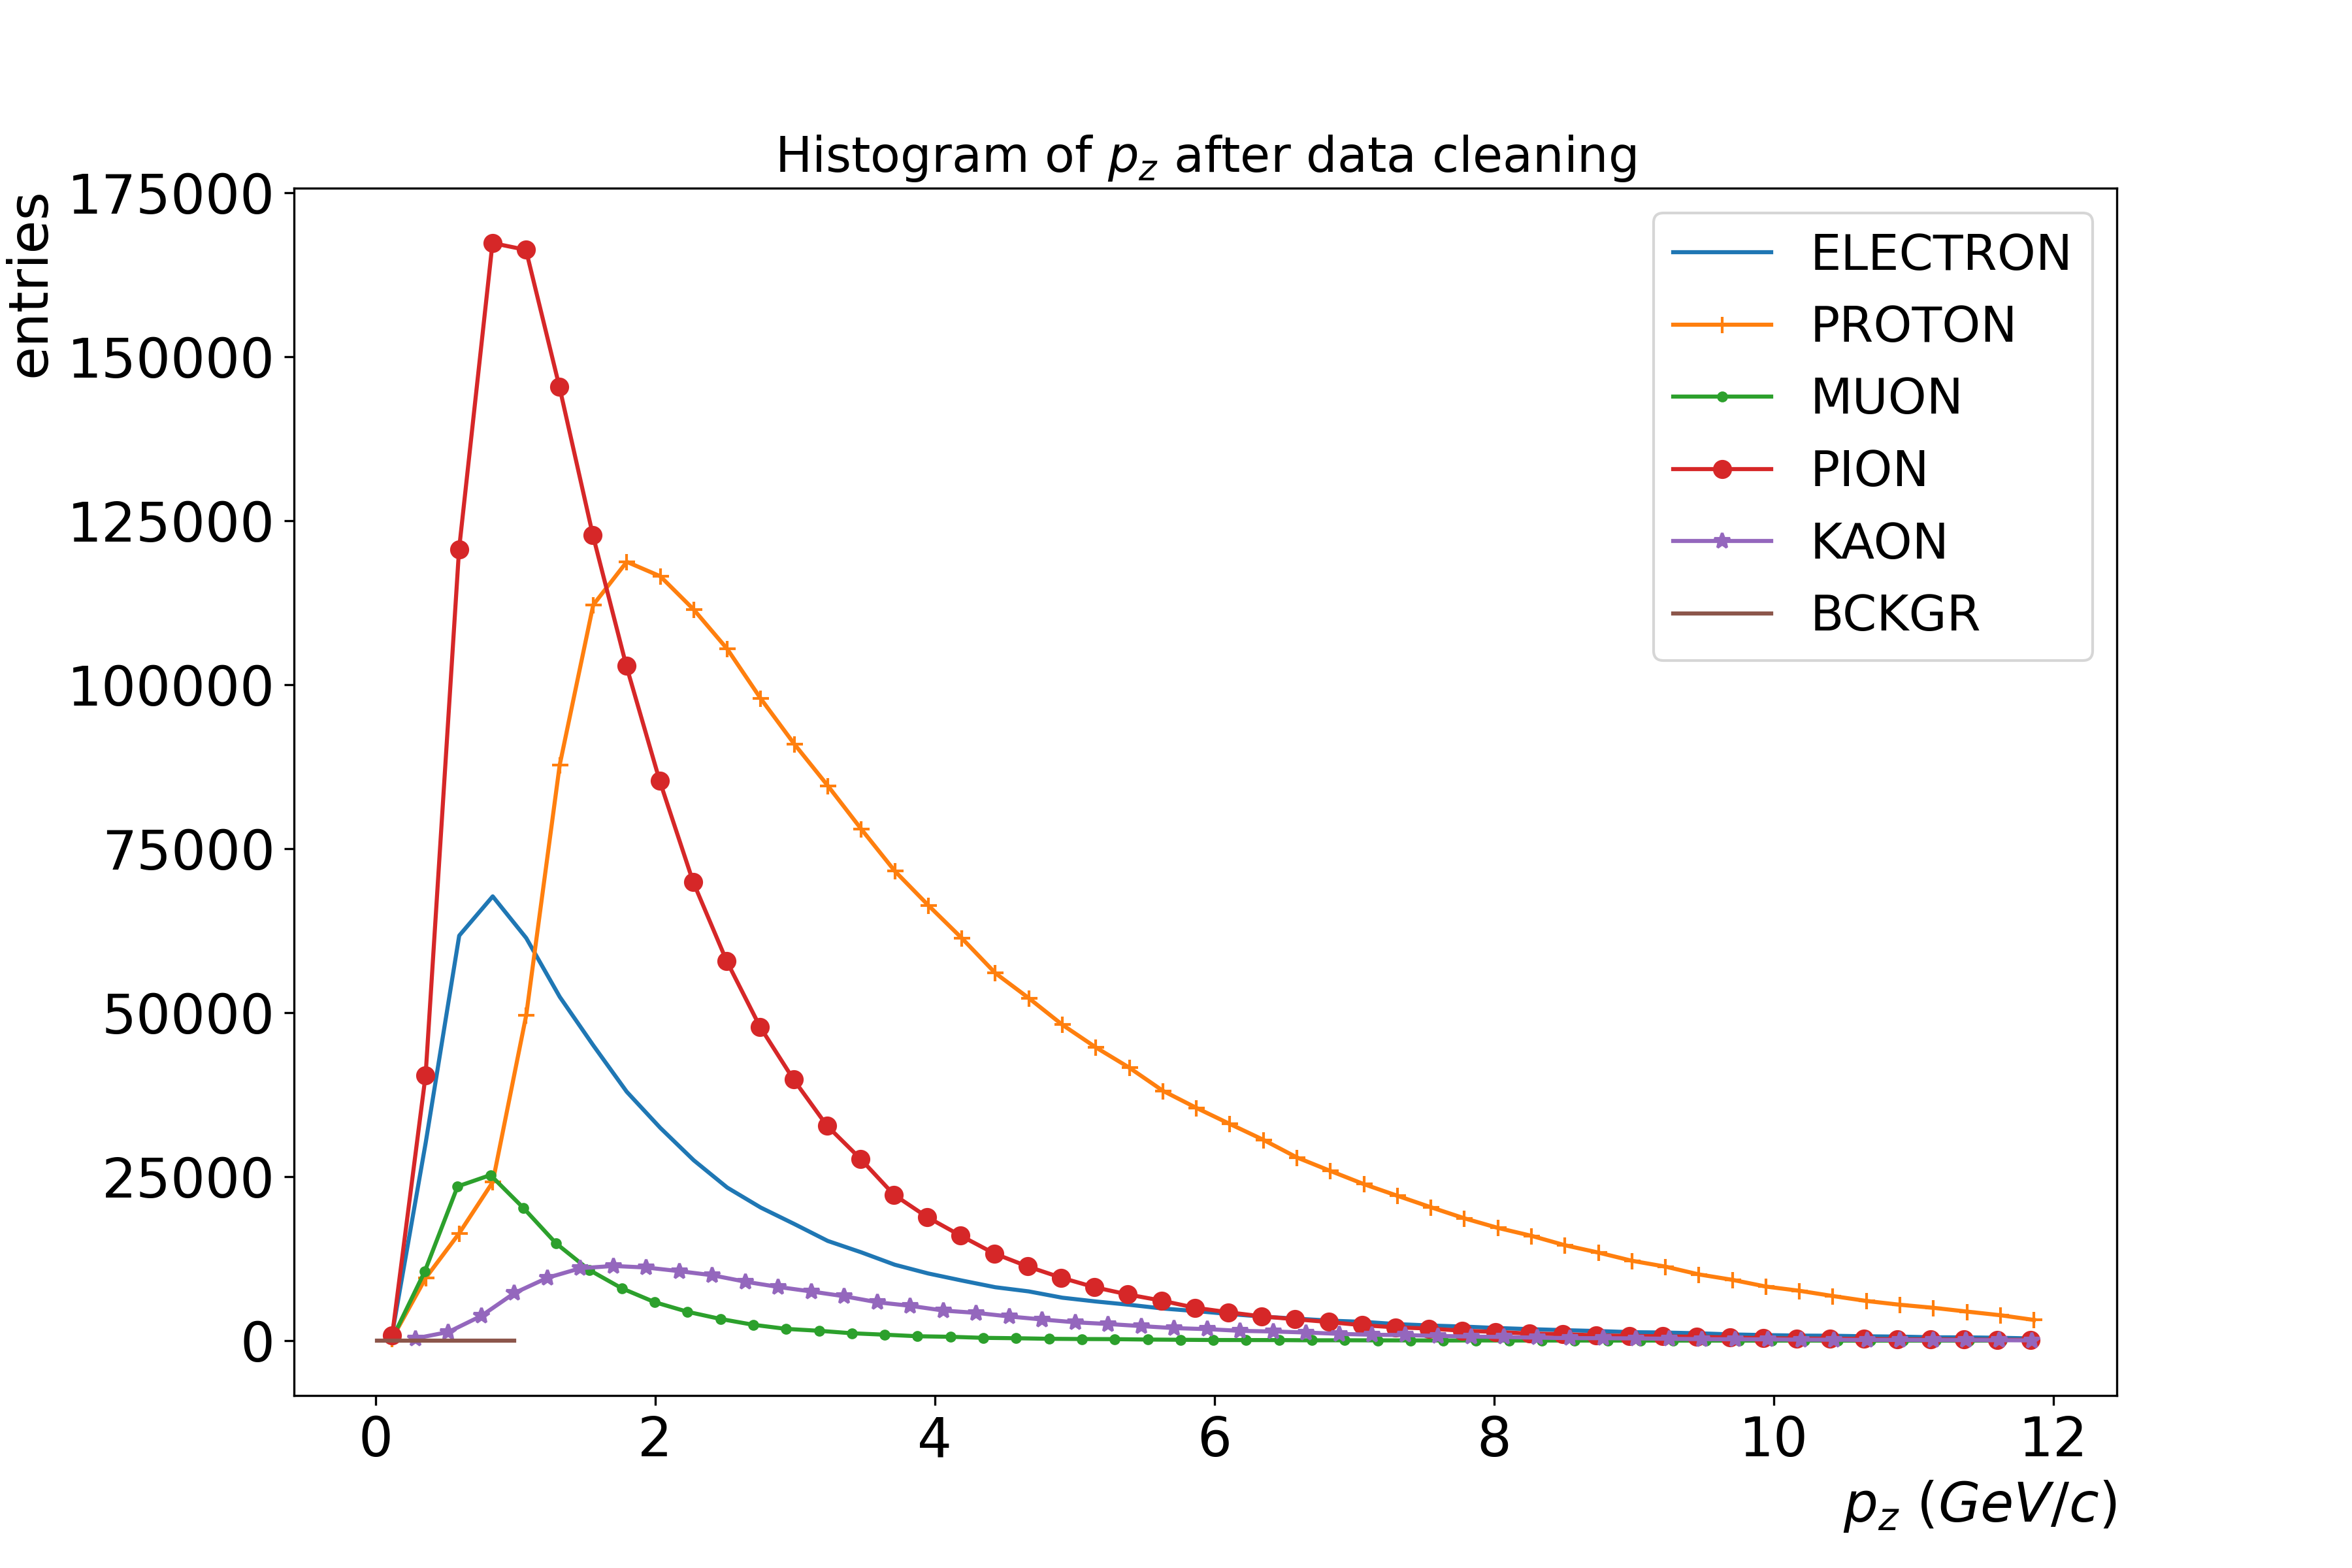 Histogram of p_z after data cleaning
entries
175000
150000
125000
100000
75000
50000
25000
0
ELECTRON
PROTON
MUON
PION
KAON
BCKGR
0 2 4 6 8 10 12
p_z (GeV/c)